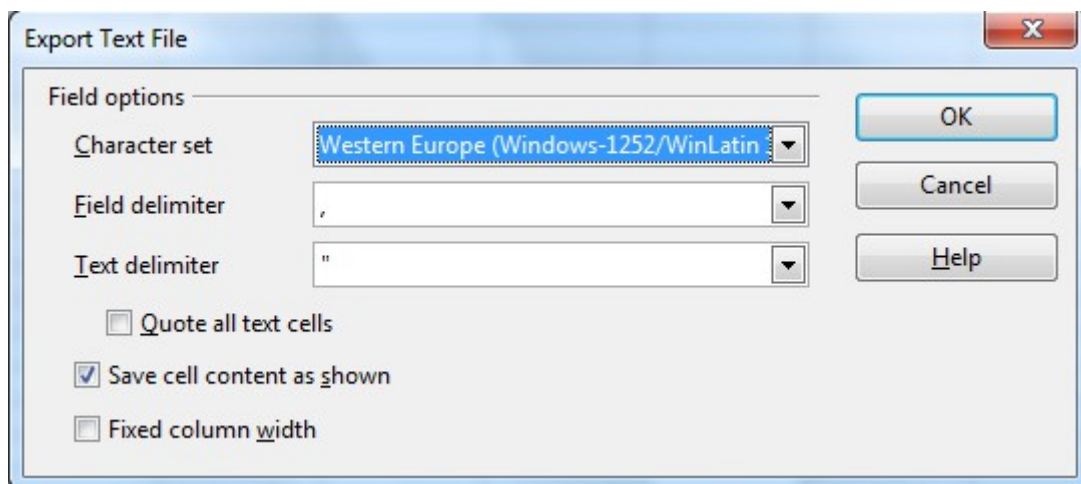 Export Text File
Field options
OK
Character set
Western Europe (Windows-1252/WinLatin
Cancel
Field delimiter
,
Help
Text delimiter
"
Quote all text cells
Save cell content as shown
Fixed column width